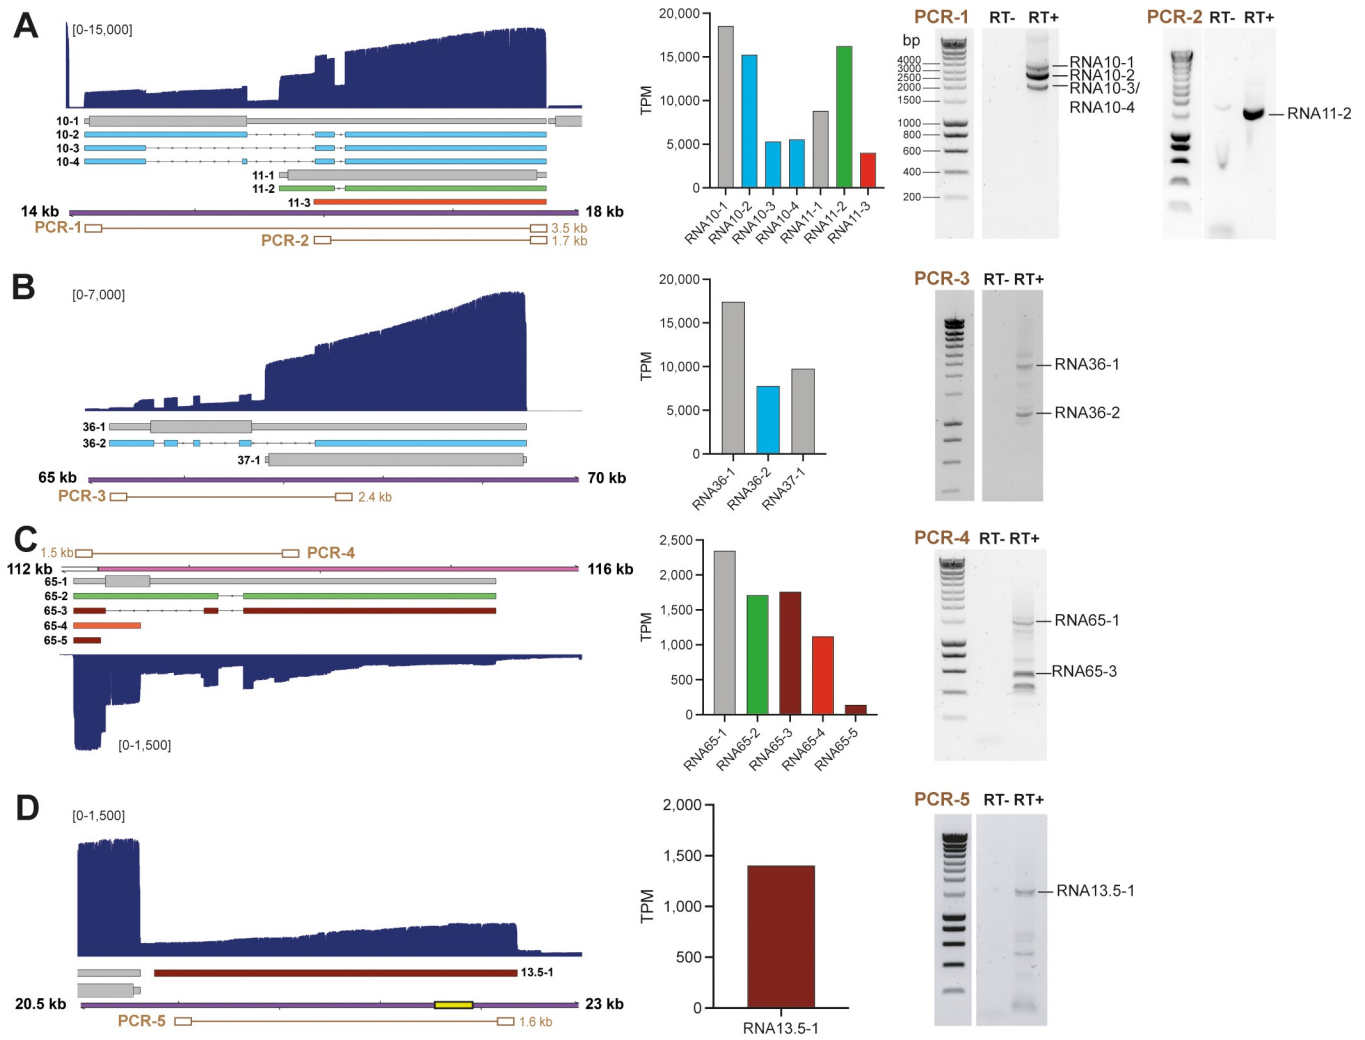 A
[0-15,000]
10-1
10-2
10-3
10-4
11-1
11-2
11-3
14 kb
18 kb
PCR-1
3.5 kb
PCR-2
1.7 kb
TPM
20,000
15,000
10,000
5,000
0
RNA10-1
RNA10-2
RNA10-3
RNA10-4
RNA11-1
RNA11-2
RNA11-3
PCR-1
RT-
RT+
bp
4000
3000
2500
2000
1500
1000
800
600
400
200
RNA10-1
RNA10-2
RNA10-3/
RNA10-4
PCR-2
RT-
RT+
RNA11-2
B
[0-7,000]
36-1
36-2
37-1
65 kb
70 kb
PCR-3
2.4 kb
TPM
20,000
15,000
10,000
5,000
0
RNA36-1
RNA36-2
RNA37-1
PCR-3
RT-
RT+
RNA36-1
RNA36-2
C
1.5 kb
PCR-4
112 kb
116 kb
65-1
65-2
65-3
65-4
65-5
[0-1,500]
TPM
2,500
2,000
1,500
1,000
500
0
RNA65-1
RNA65-2
RNA65-3
RNA65-4
RNA65-5
PCR-4
RT-
RT+
RNA65-1
RNA65-3
D
[0-1,500]
13.5-1
20.5 kb
23 kb
PCR-5
1.6 kb
TPM
2,000
1,500
1,000
500
0
RNA13.5-1
PCR-5
RT-
RT+
RNA13.5-1